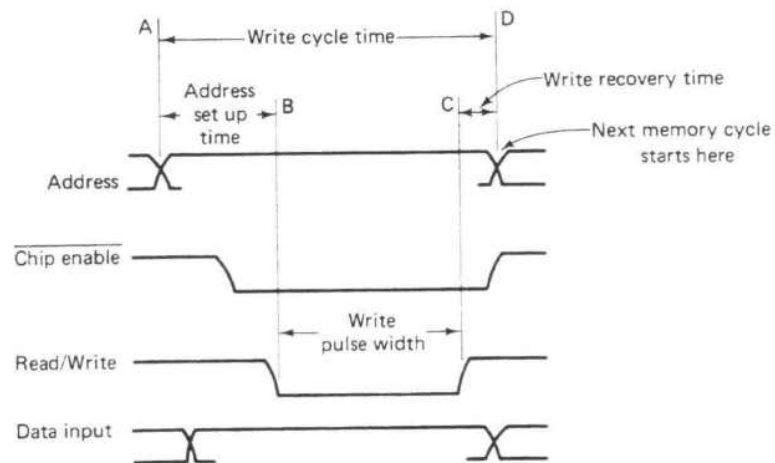 A
D
Write cycle time
Write recovery time
Address
set up
time
B
C
Next memory cycle
starts here
Address
Chip enable
Write
pulse width
Read/Write
Data input